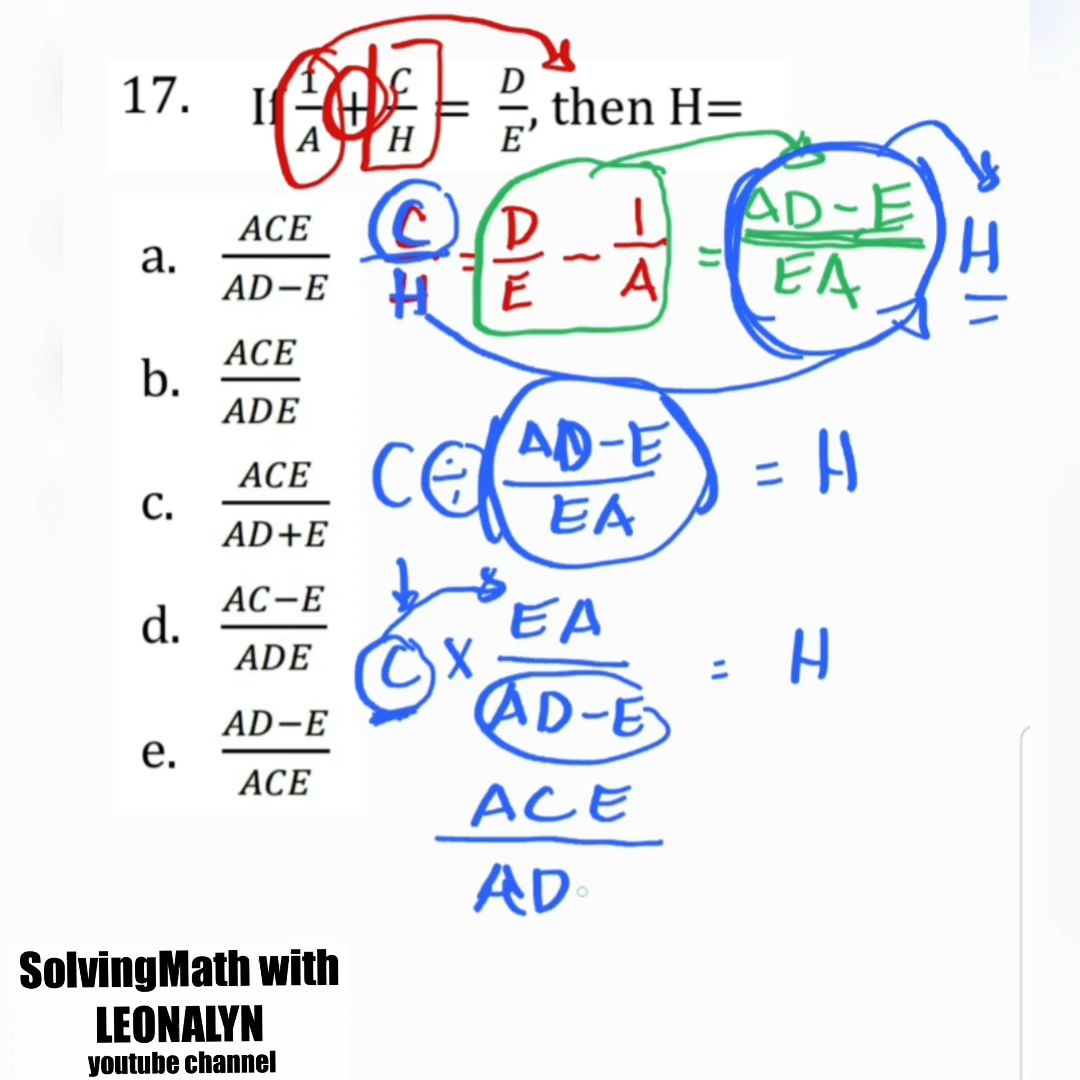 17. If 1/A + C/H = D/E, then H=
a. ACE/AD−E
b. ACE/ADE
c. ACE/AD+E
d. AC−E/ADE
e. AD−E/ACE
C/H = D/E − 1/A = AD−E/EA H
C ÷ AD−E/EA = H
C X EA/AD−E = H
ACE/AD
SolvingMath with
LEONALYN
youtube channel